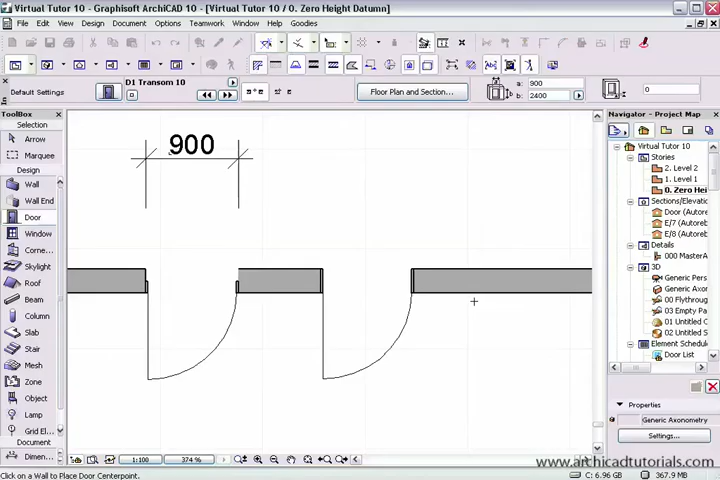 Virtual Tutor 10 - Graphisoft ArchiCAD 10 - [Virtual Tutor 10 / 0. Zero Height Datumn]
File Edit View Design Document Options Teamwork Window Help Goodies
Default Settings
D1 Transom 10
Floor Plan and Section...
a: 900
b: 2400
0
ToolBox
Selection
Arrow
Marquee
Design
Wall
Wall End
Door
Window
Corne...
Skylight
Roof
Beam
Column
Slab
Stair
Mesh
Zone
Object
Lamp
Grid El...
Document
Dimen...
900
Navigator - Project Map
Virtual Tutor 10
Stories
2. Level 2
1. Level 1
0. Zero Hei
Sections/Elevation
Door (Autore
E/7 (Autoreb
E/8 (Autoreb
Details
000 MasterA
3D
Generic Pers
Generic Axon
00 Flythroug
03 Empty Pa
01 Untitled C
02 Untitled C
Element Schedule
Door List
Properties
Generic Axonometry
Settings...
1:100
374 %
www.archicadtutorials.com
Click on a Wall to Place Door Centerpoint.
C: 6.96 GB
367.9 MB